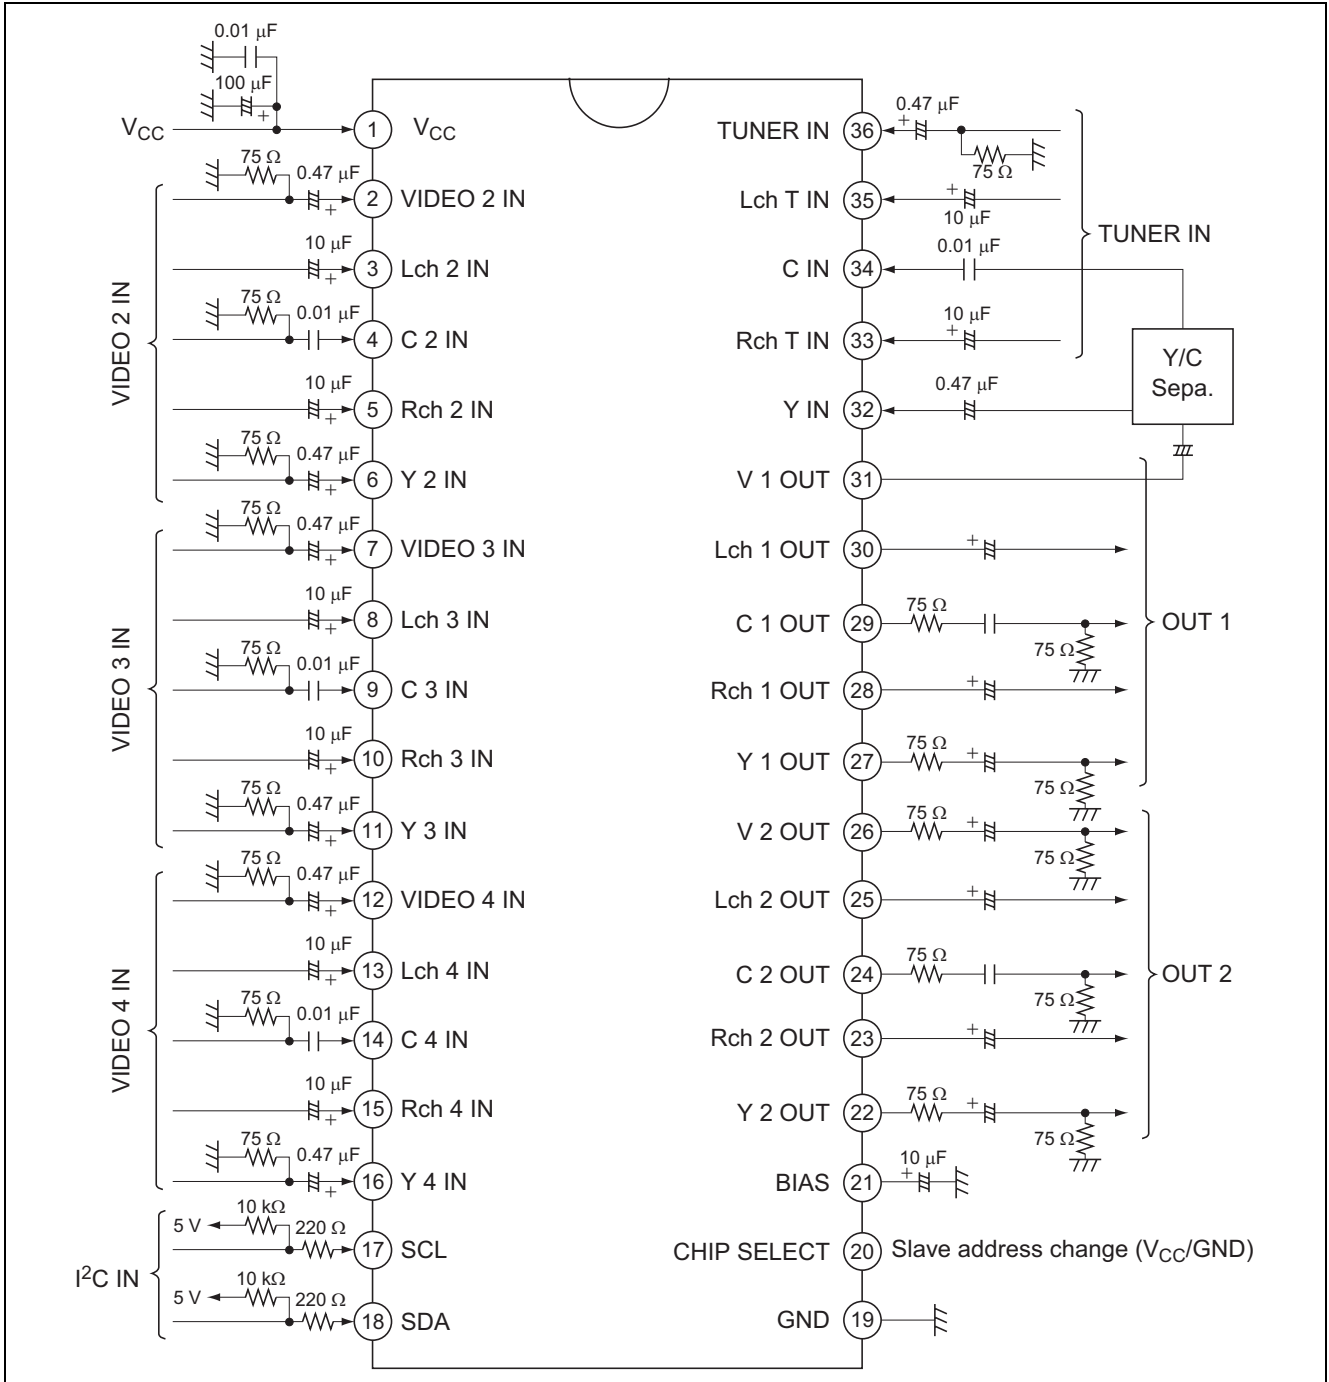 0.01 μF
100 μF
+
VCC
1
VCC
75 Ω
0.47 μF
+
2
VIDEO 2 IN
10 μF
+
3
Lch 2 IN
75 Ω
0.01 μF
4
C 2 IN
10 μF
+
5
Rch 2 IN
75 Ω
0.47 μF
+
6
Y 2 IN
VIDEO 2 IN
75 Ω
0.47 μF
+
7
VIDEO 3 IN
10 μF
+
8
Lch 3 IN
75 Ω
0.01 μF
9
C 3 IN
10 μF
+
10
Rch 3 IN
75 Ω
0.47 μF
+
11
Y 3 IN
VIDEO 3 IN
75 Ω
0.47 μF
+
12
VIDEO 4 IN
10 μF
+
13
Lch 4 IN
75 Ω
0.01 μF
14
C 4 IN
10 μF
+
15
Rch 4 IN
75 Ω
0.47 μF
+
16
Y 4 IN
VIDEO 4 IN
5 V
10 kΩ
220 Ω
17
SCL
5 V
10 kΩ
220 Ω
18
SDA
I²C IN
TUNER IN
36
0.47 μF
+
75 Ω
Lch T IN
35
+
10 μF
C IN
34
0.01 μF
Rch T IN
33
10 μF
+
TUNER IN
Y/C
Sepa.
Y IN
32
0.47 μF
V 1 OUT
31
Lch 1 OUT
30
+
C 1 OUT
29
75 Ω
75 Ω
Rch 1 OUT
28
+
Y 1 OUT
27
75 Ω
+
75 Ω
OUT 1
V 2 OUT
26
75 Ω
+
75 Ω
Lch 2 OUT
25
+
C 2 OUT
24
75 Ω
75 Ω
Rch 2 OUT
23
+
Y 2 OUT
22
75 Ω
+
75 Ω
OUT 2
BIAS
21
10 μF
+
CHIP SELECT
20
Slave address change (VCC/GND)
GND
19